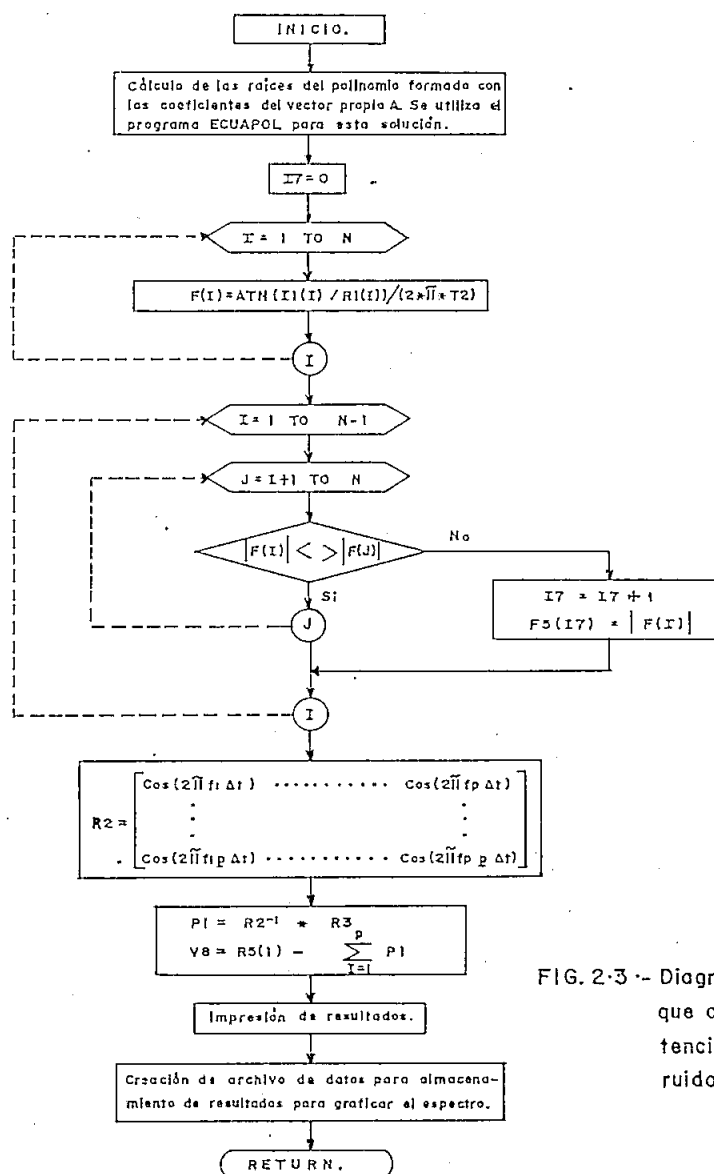 INICIO.
Cálculo de las raíces del polinomio formada con
los coeficientes del vector propio A. Se utiliza el
programa ECUAPOL para esta solución.
I7=0
I = 1 TO N
F(I)=ATN(I1(I)/R1(I))/(2*π*T2)
I
I=1 TO N-1
J=I+1 TO N
|F(I)| < > |F(J)|
No
Sí
I7 = I7+1
F5(I7) = |F(I)|
J
I
Cos(2π f1 Δt) ........... Cos(2π fp Δt)
R2=
Cos(2π f1 p Δt) ........... Cos(2π fp p Δt)
P1 = R2⁻¹ * R3
V8 = R5(1) - Σ P1
p
I=1
Impresión de resultados.
Creación de archivo de datos para almacena-
miento de resultados para graficar el espectro.
RETURN.
FIG. 2.3.- Diagr
que c
tenci
ruido